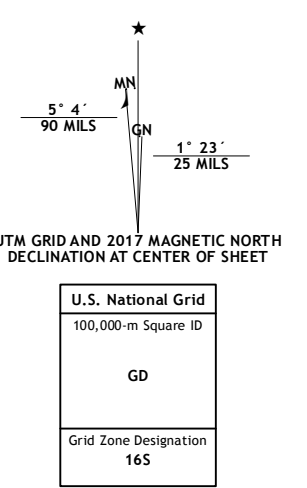 MN
5° 4´
90 MILS
GN
1° 23´
25 MILS
UTM GRID AND 2017 MAGNETIC NORTH
DECLINATION AT CENTER OF SHEET
U.S. National Grid
100,000-m Square ID
GD
Grid Zone Designation
16S